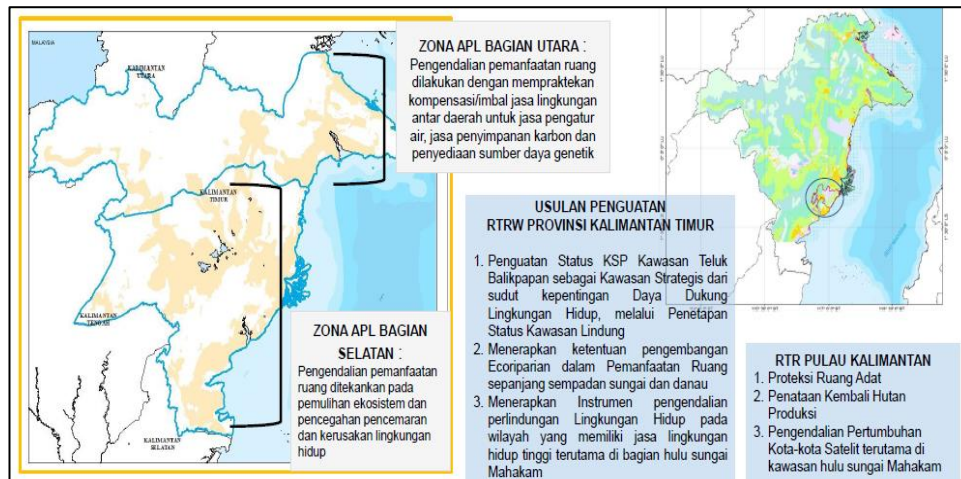 MALAYSIA
KALIMANTAN
UTARA
KALIMANTAN
TIMUR
KALIMANTAN
TENGAH
KALIMANTAN
SELATAN
ZONA APL BAGIAN UTARA :
Pengendalian pemanfaatan ruang
dilakukan dengan mempraktekan
kompensasi/imbal jasa lingkungan
antar daerah untuk jasa pengatur
air, jasa penyimpanan karbon dan
penyediaan sumber daya genetik
ZONA APL BAGIAN
SELATAN :
Pengendalian pemanfaatan
ruang ditekankan pada
pemulihan ekosistem dan
pencegahan pencemaran
dan kerusakan lingkungan
hidup
USULAN PENGUATAN
RTRW PROVINSI KALIMANTAN TIMUR
1. Penguatan Status KSP Kawasan Teluk
Balikpapan sebagai Kawasan Strategis dari
sudut kepentingan Daya Dukung
Lingkungan Hidup, melalui Penetapan
Status Kawasan Lindung
2. Menerapkan ketentuan pengembangan
Ecoriparian dalam Pemanfaatan Ruang
sepanjang sempadan sungai dan danau
3. Menerapkan Instrumen pengendalian
perlindungan Lingkungan Hidup pada
wilayah yang memiliki jasa lingkungan
hidup tinggi terutama di bagian hulu sungai
Mahakam
RTR PULAU KALIMANTAN
1. Proteksi Ruang Adat
2. Penataan Kembali Hutan
Produksi
3. Pengendalian Pertumbuhan
Kota-kota Satelit terutama di
kawasan hulu sungai Mahakam